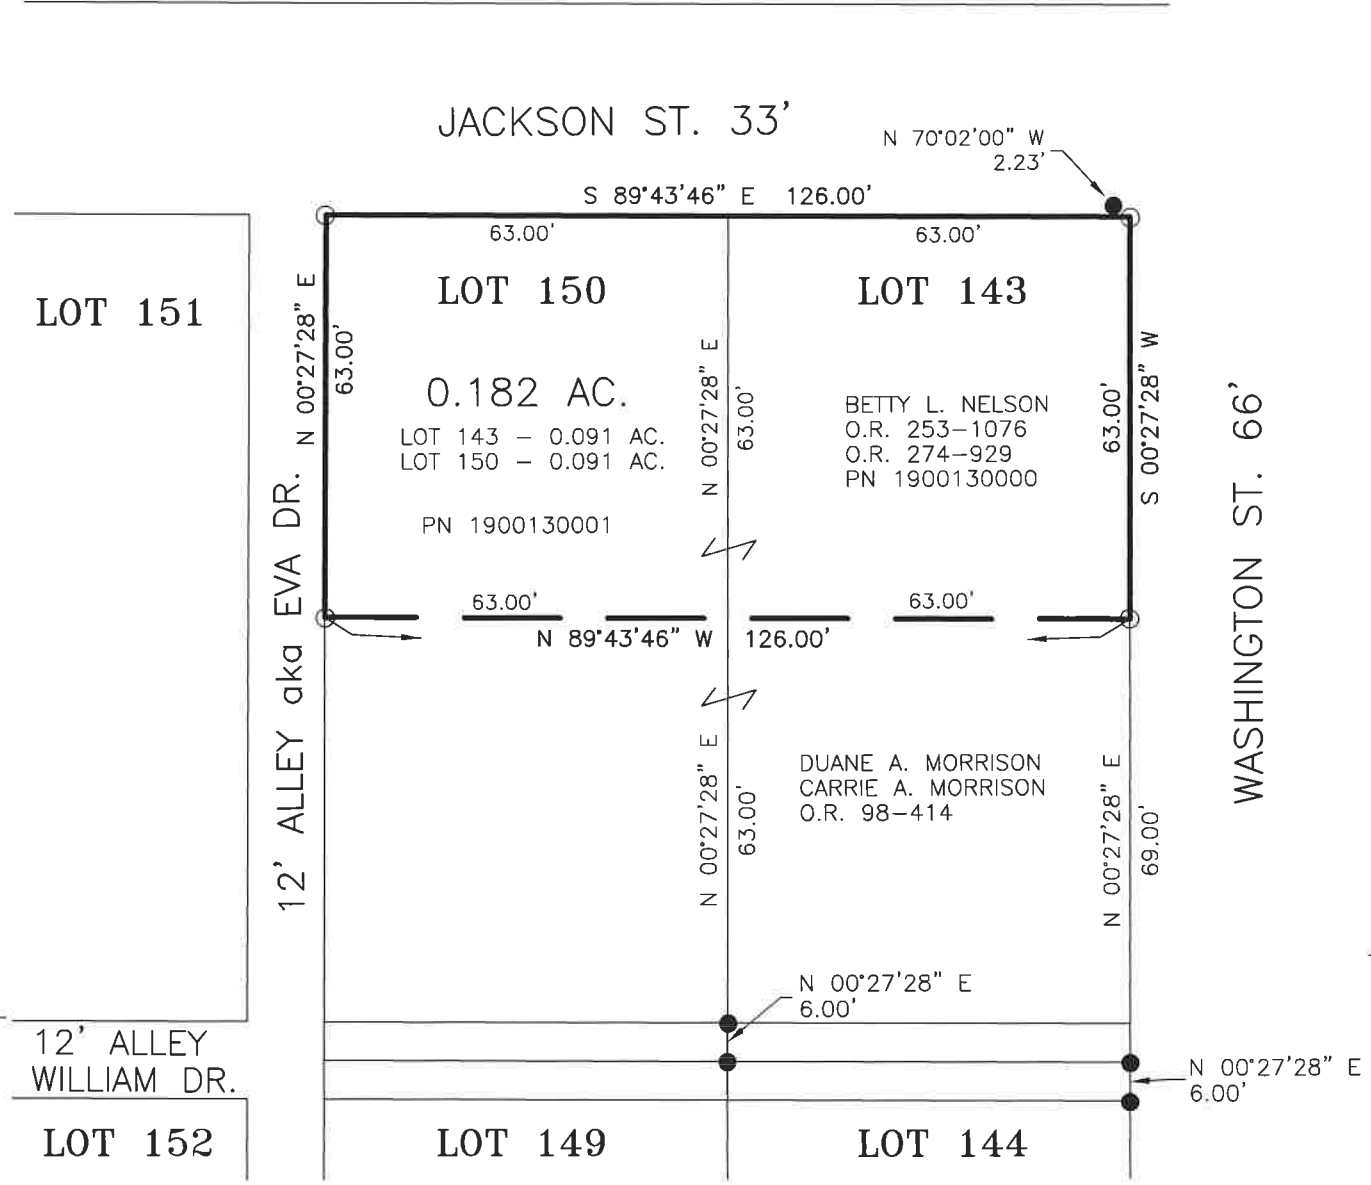 JACKSON ST. 33'
N 70°02'00" W
2.23'
S 89°43'46" E 126.00'
63.00'
63.00'
LOT 151
LOT 150
LOT 143
N 00°27'28" E
63.00'
0.182 AC.
LOT 143 – 0.091 AC.
LOT 150 – 0.091 AC.
PN 1900130001
N 00°27'28" E
63.00'
BETTY L. NELSON
O.R. 253–1076
O.R. 274–929
PN 1900130000
63.00'
S 00°27'28" W
WASHINGTON ST. 66'
12' ALLEY aka EVA DR.
63.00'
63.00'
N 89°43'46" W 126.00'
N 00°27'28" E
63.00'
DUANE A. MORRISON
CARRIE A. MORRISON
O.R. 98–414
N 00°27'28" E
69.00'
N 00°27'28" E
6.00'
12' ALLEY
WILLIAM DR.
N 00°27'28" E
6.00'
LOT 152
LOT 149
LOT 144